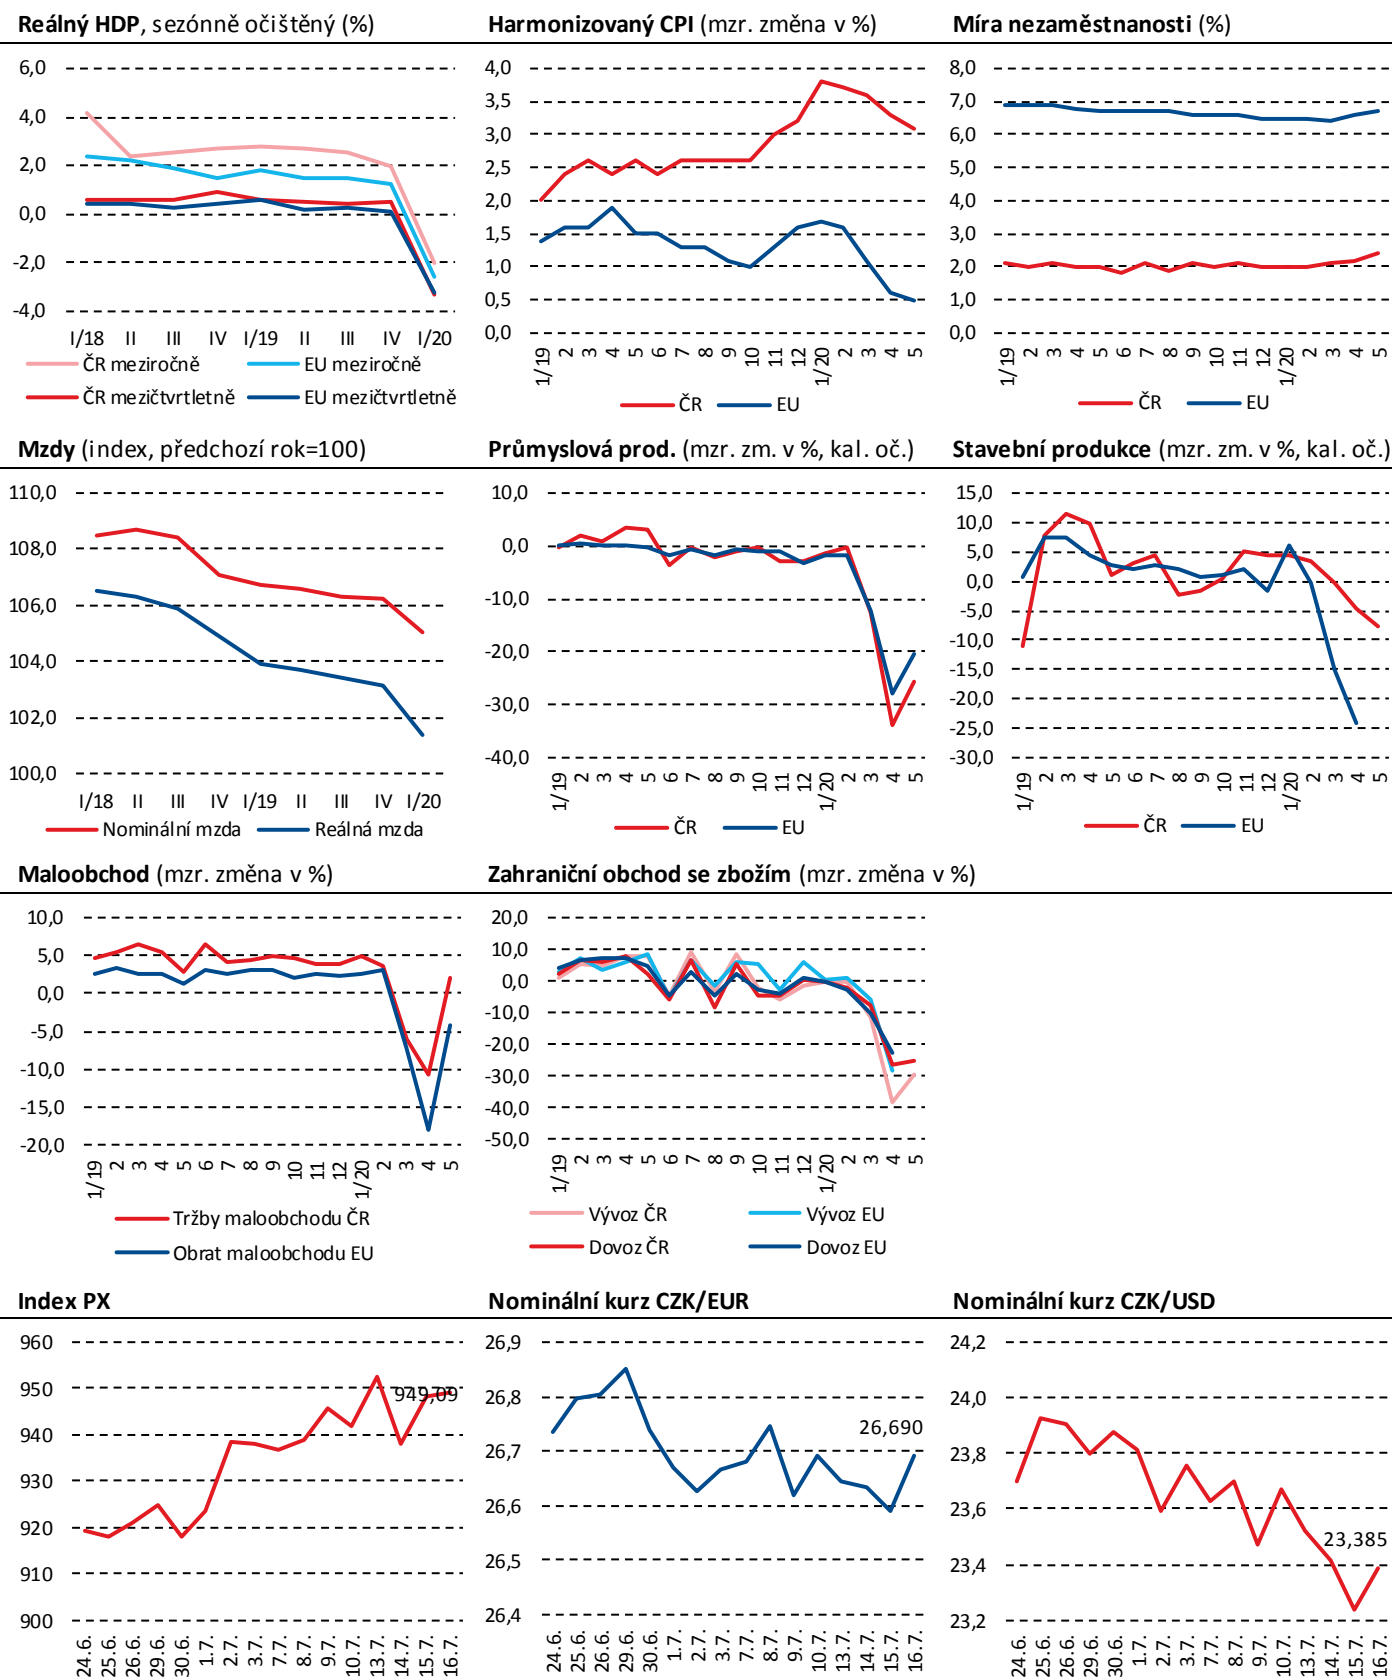 Reálný HDP, sezónně očištěný (%)
6,0
4,0
2,0
0,0
-2,0
-4,0
I/18 II III IV I/19 II III IV I/20
ČR meziročně EU meziročně
ČR mezičtvrtletně EU mezičtvrtletně
Harmonizovaný CPI (mzr. změna v %)
4,0
3,5
3,0
2,5
2,0
1,5
1,0
0,5
0,0
1/19 2 3 4 5 6 7 8 9 10 11 12 1/20 2 3 4 5
ČR EU
Míra nezaměstnanosti (%)
8,0
7,0
6,0
5,0
4,0
3,0
2,0
1,0
0,0
1/19 2 3 4 5 6 7 8 9 10 11 12 1/20 2 3 4 5
ČR EU
Mzdy (index, předchozí rok=100)
110,0
108,0
106,0
104,0
102,0
100,0
I/18 II III IV I/19 II III IV I/20
Nominální mzda Reálná mzda
Průmyslová prod. (mzr. zm. v %, kal. oč.)
10,0
0,0
-10,0
-20,0
-30,0
-40,0
1/19 2 3 4 5 6 7 8 9 10 11 12 1/20 2 3 4 5
ČR EU
Stavební produkce (mzr. zm. v %, kal. oč.)
15,0
10,0
5,0
0,0
-5,0
-10,0
-15,0
-20,0
-25,0
-30,0
1/19 2 3 4 5 6 7 8 9 10 11 12 1/20 2 3 4 5
ČR EU
Maloobchod (mzr. změna v %)
10,0
5,0
0,0
-5,0
-10,0
-15,0
-20,0
1/19 2 3 4 5 6 7 8 9 10 11 12 1/20 2 3 4 5
Tržby maloobchodu ČR
Obrat maloobchodu EU
Zahraniční obchod se zbožím (mzr. změna v %)
20,0
10,0
0,0
-10,0
-20,0
-30,0
-40,0
-50,0
1/19 2 3 4 5 6 7 8 9 10 11 12 1/20 2 3 4 5
Vývoz ČR Vývoz EU
Dovoz ČR Dovoz EU
Index PX
960
950
940
930
920
910
900
949,09
24.6. 25.6. 26.6. 29.6. 30.6. 1.7. 2.7. 3.7. 7.7. 8.7. 9.7. 10.7. 13.7. 14.7. 15.7. 16.7.
Nominální kurz CZK/EUR
26,9
26,8
26,7
26,6
26,5
26,4
26,690
24.6. 25.6. 26.6. 29.6. 30.6. 1.7. 2.7. 3.7. 7.7. 8.7. 9.7. 10.7. 13.7. 14.7. 15.7. 16.7.
Nominální kurz CZK/USD
24,2
24,0
23,8
23,6
23,4
23,2
23,385
24.6. 25.6. 26.6. 29.6. 30.6. 1.7. 2.7. 3.7. 7.7. 8.7. 9.7. 10.7. 13.7. 14.7. 15.7. 16.7.